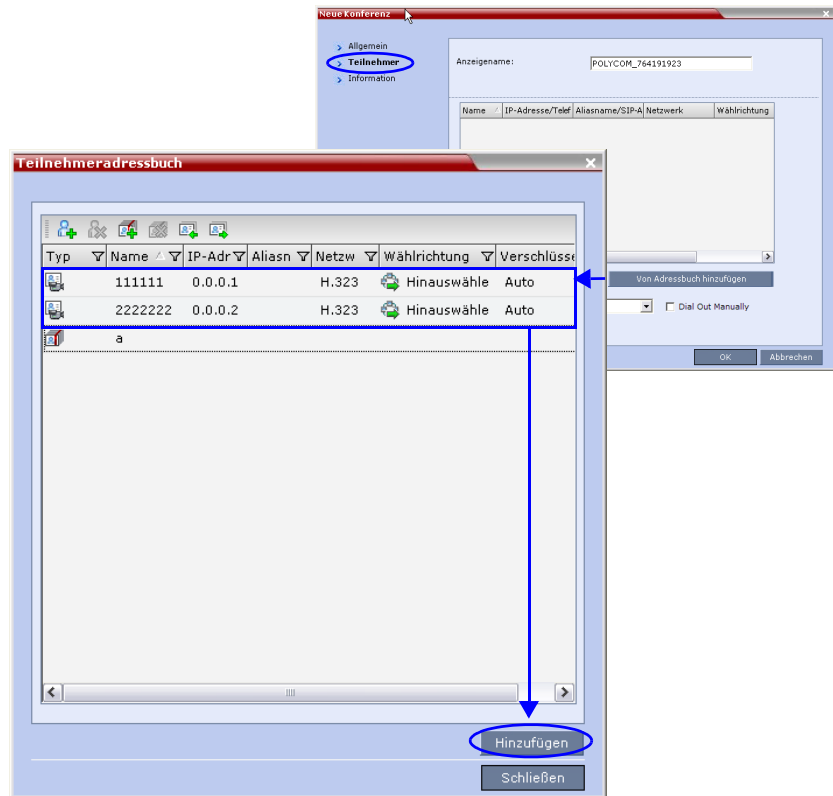 Neue Konferenz
Allgemein
Teilnehmer
Information
Anzeigename: POLYCOM_764191923
Name IP-Adresse/Telef Aliasname/SIP-A Netzwerk Wählrichtung
Von Adressbuch hinzufügen
Dial Out Manually
OK Abbrechen
Teilnehmeradressbuch
Typ Name IP-Adr Aliasn Netzw Wählrichtung Verschlüsse
111111 0.0.0.1 H.323 Hinauswähle Auto
2222222 0.0.0.2 H.323 Hinauswähle Auto
a
Hinzufügen
Schließen